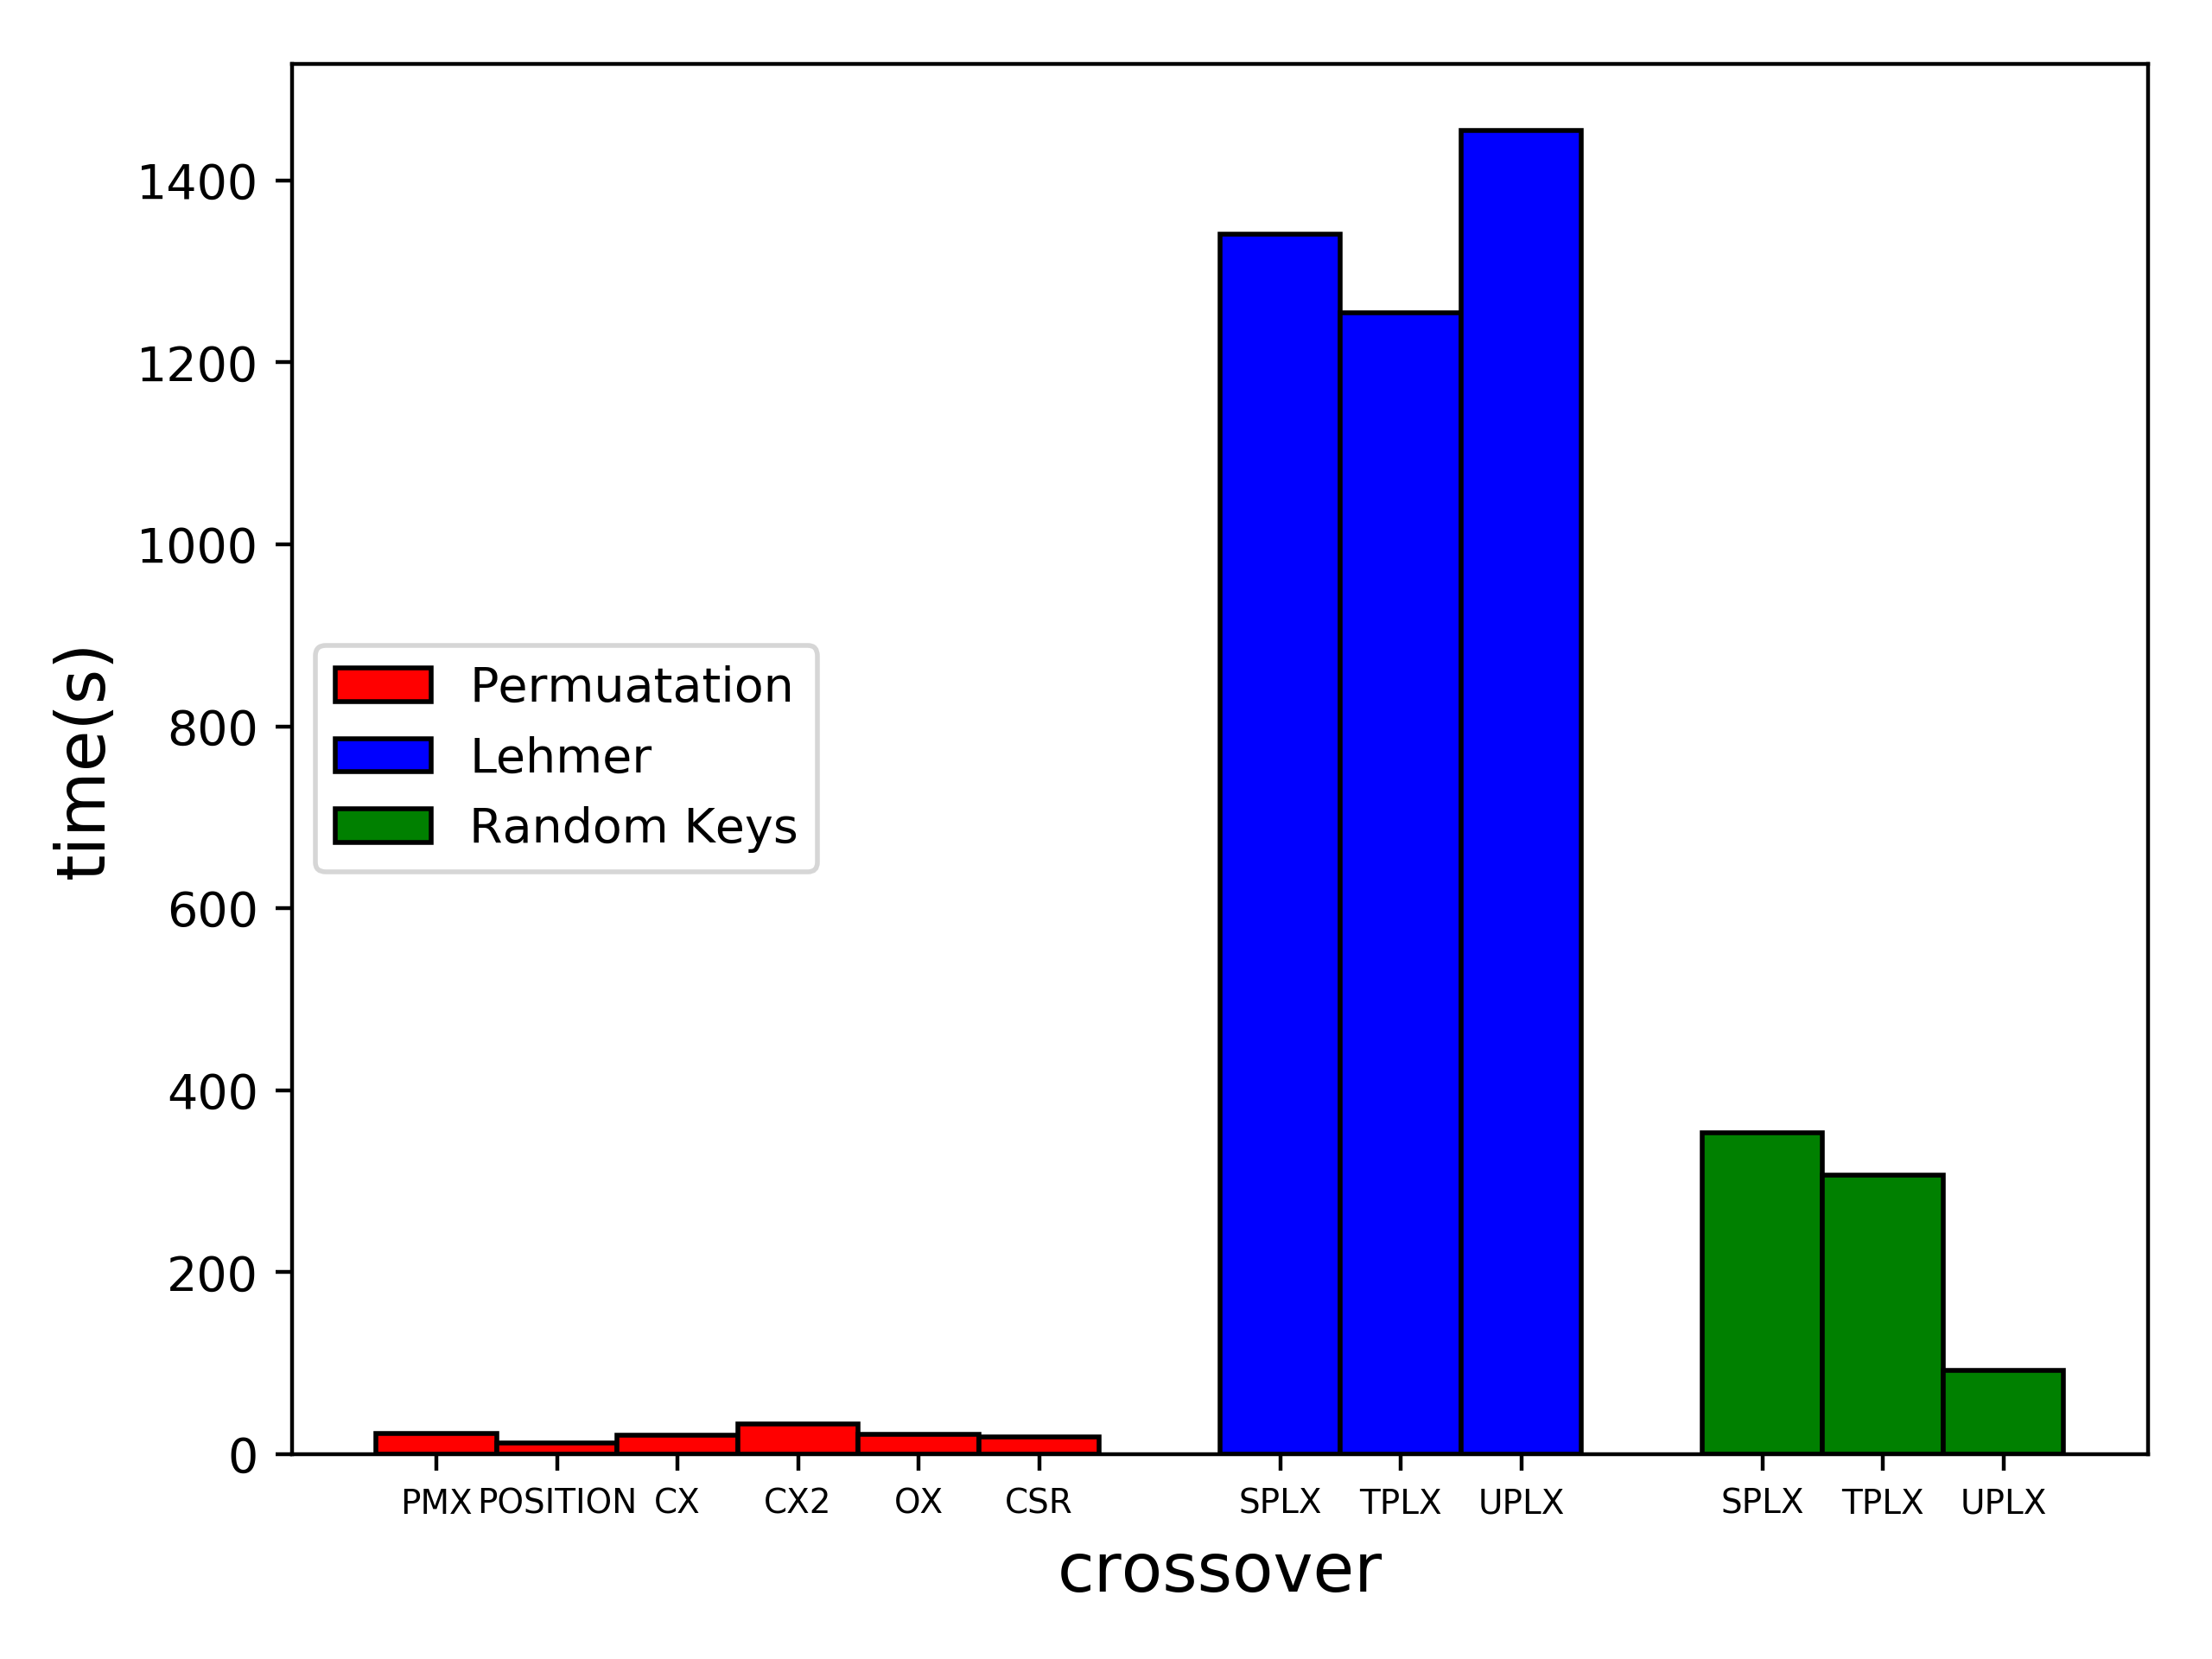 time(s)
1400
1200
1000
800
600
400
200
0
Permuatation
Lehmer
Random Keys
PMX POSITION CX CX2 OX CSR SPLX TPLX UPLX SPLX TPLX UPLX
crossover